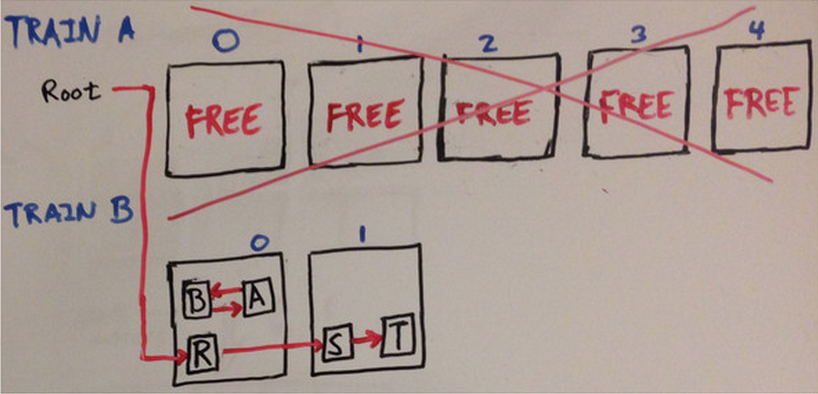 TRAIN A
0 1 2 3 4
Root
FREE FREE FREE FREE FREE
TRAIN B
0 1
B A
R S T